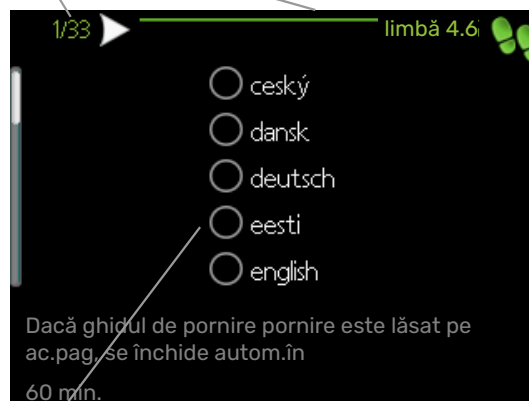 1/33
limbă 4.6
ceský
dansk
deutsch
eesti
english
Dacă ghidul de pornire pornire este lăsat pe
ac.pag, se închide autom.în
60 min.